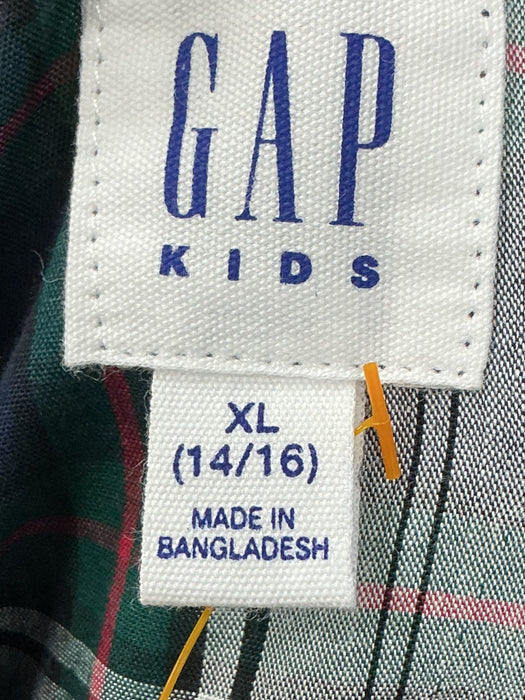 GAP
KIDS
XL
(14/16)
MADE IN
BANGLADESH